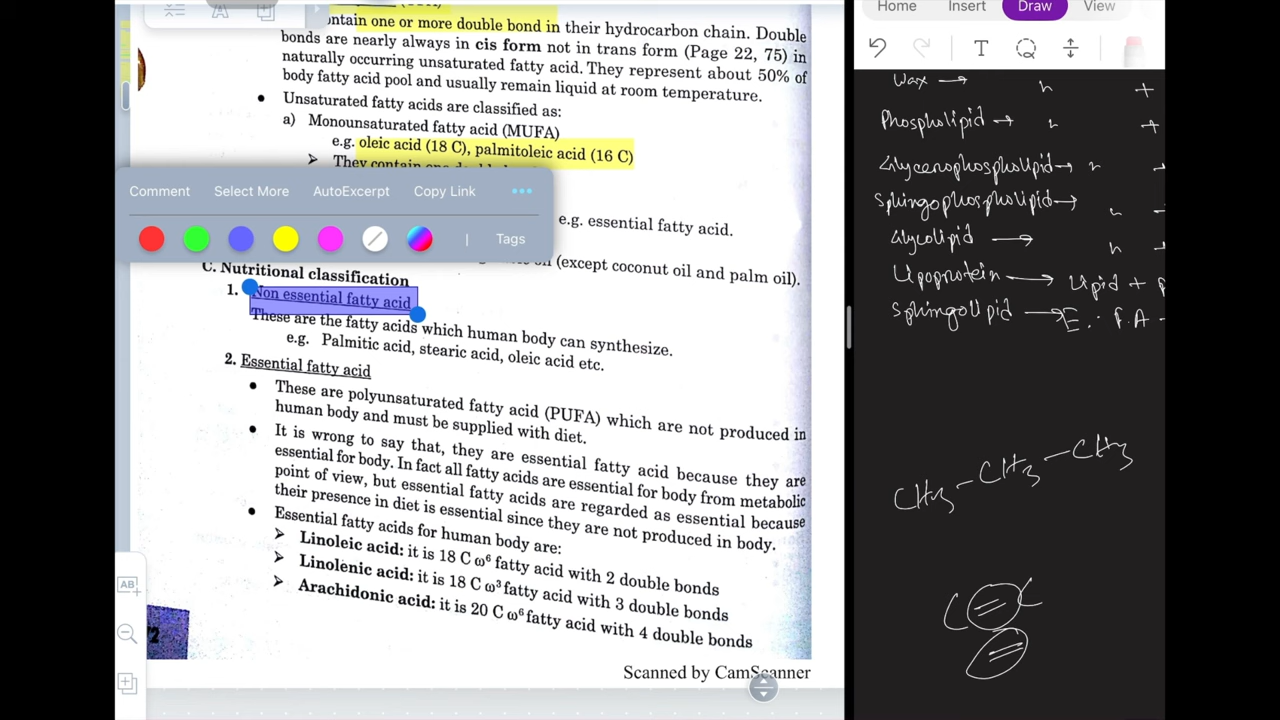 ontain one or more double bond in their hydrocarbon chain. Double
bonds are nearly always in cis form not in trans form (Page 22, 75) in
naturally occurring unsaturated fatty acid. They represent about 50% of
body fatty acid pool and usually remain liquid at room temperature.
• Unsaturated fatty acids are classified as:
a) Monounsaturated fatty acid (MUFA)
e.g. oleic acid (18 C), palmitoleic acid (16 C)
➢ They contain one
Comment Select More AutoExcerpt Copy Link •••
| Tags
e.g. essential fatty acid.
oil (except coconut oil and palm oil).
C. Nutritional classification
1. Non essential fatty acid
These are the fatty acids which human body can synthesize.
e.g. Palmitic acid, stearic acid, oleic acid etc.
2. Essential fatty acid
• These are polyunsaturated fatty acid (PUFA) which are not produced in
human body and must be supplied with diet.
• It is wrong to say that, they are essential fatty acid because they are
essential for body. In fact all fatty acids are essential for body from metabolic
point of view, but essential fatty acids are regarded as essential because
their presence in diet is essential since they are not produced in body.
• Essential fatty acids for human body are:
➢ Linoleic acid: it is 18 C ω⁶ fatty acid with 2 double bonds
➢ Linolenic acid: it is 18 C ω³ fatty acid with 3 double bonds
➢ Arachidonic acid: it is 20 C ω⁶ fatty acid with 4 double bonds
72
Scanned by CamScanner
AB
Home Insert Draw View
T
Wax → +
Phospholipid → +
Glycerophospholipid →
Sphingophospholipid →
Glycolipid →
Lipoprotein → Lipid +
Sphingolipid → F.A
CH3 - CH3 - CH3
C = C
=